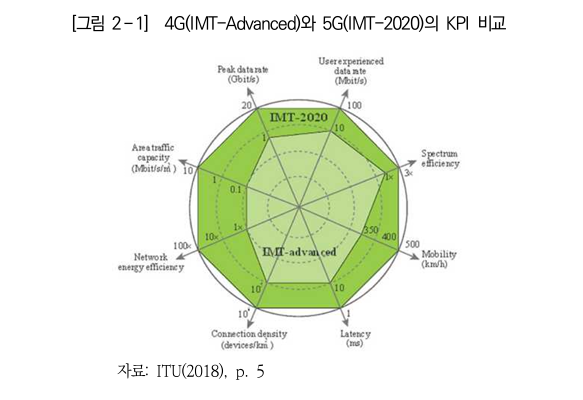 [그림 2-1] 4G(IMT-Advanced)와 5G(IMT-2020)의 KPI 비교
Peak data rate
(Gbit/s)
User experienced
data rate
(Mbit/s)
20
100
IMT-2020
1
10
Area traffic
capacity
(Mbit/s/m²)
Spectrum
efficiency
10
1
0.1
1×
3×
100×
10×
1×
350
400
500
Network
energy efficiency
IMT-advanced
Mobility
(km/h)
10
10
1
Connection density
(devices/km²)
Latency
(ms)
자료: ITU(2018), p. 5